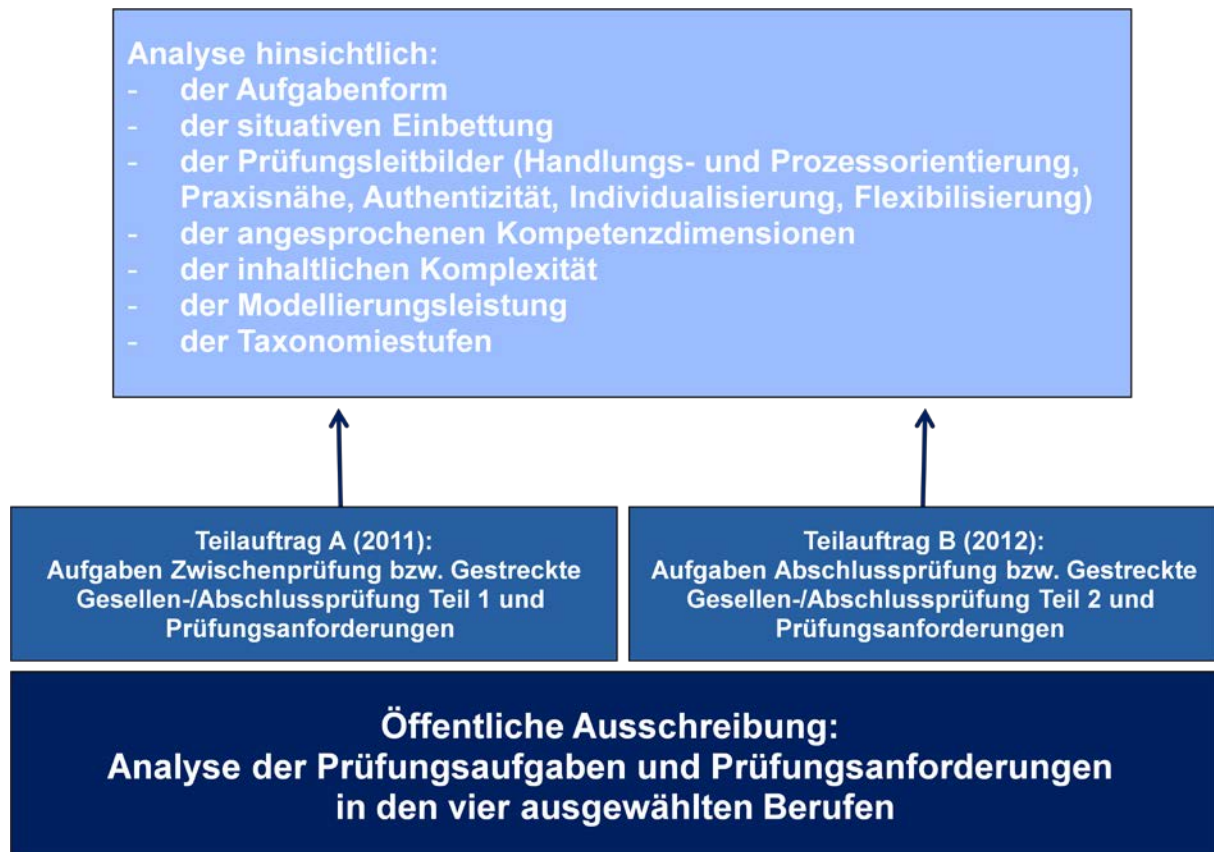 Analyse hinsichtlich:
- der Aufgabenform
- der situativen Einbettung
- der Prüfungsleitbilder (Handlungs- und Prozessorientierung,
Praxisnähe, Authentizität, Individualisierung, Flexibilisierung)
- der angesprochenen Kompetenzdimensionen
- der inhaltlichen Komplexität
- der Modellierungsleistung
- der Taxonomiestufen
Teilauftrag A (2011):
Aufgaben Zwischenprüfung bzw. Gestreckte
Gesellen-/Abschlussprüfung Teil 1 und
Prüfungsanforderungen
Teilauftrag B (2012):
Aufgaben Abschlussprüfung bzw. Gestreckte
Gesellen-/Abschlussprüfung Teil 2 und
Prüfungsanforderungen
Öffentliche Ausschreibung:
Analyse der Prüfungsaufgaben und Prüfungsanforderungen
in den vier ausgewählten Berufen